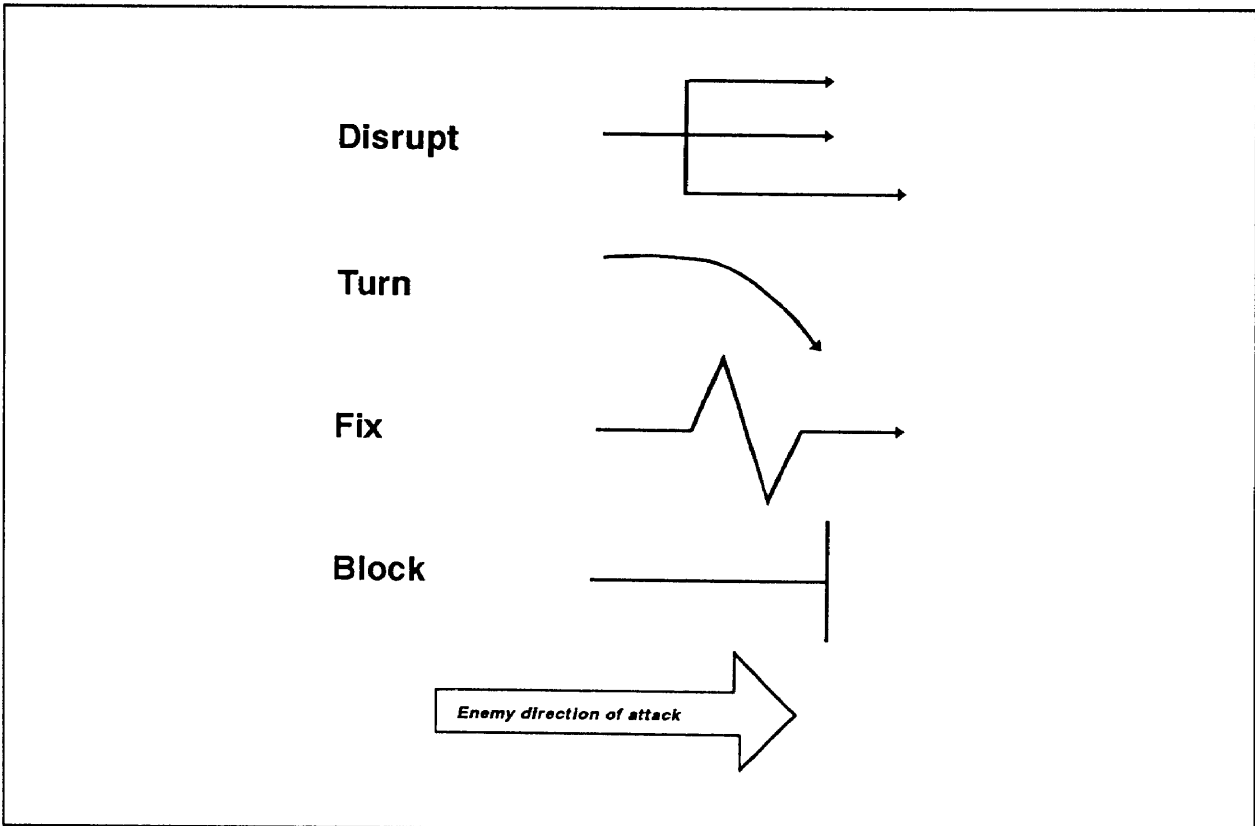 Disrupt
Turn
Fix
Block
Enemy direction of attack